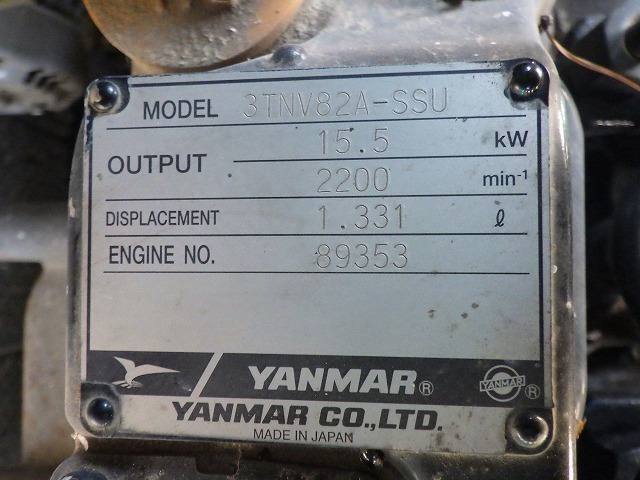 MODEL 3TNV82A-SSU
OUTPUT 15.5 kW
2200 min-1
DISPLACEMENT 1.331 ℓ
ENGINE NO. 89353
YANMAR® YANMAR ®
YANMAR CO.,LTD.
MADE IN JAPAN